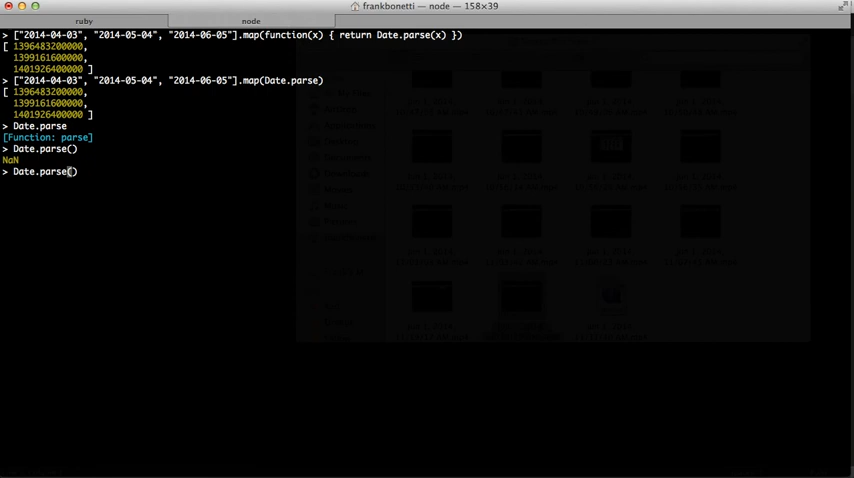 frankbonetti — node — 158×39
ruby
node
> ["2014-04-03", "2014-05-04", "2014-06-05"].map(function(x) { return Date.parse(x) })
[ 1396483200000,
1399161600000,
1401926400000 ]
> ["2014-04-03", "2014-05-04", "2014-06-05"].map(Date.parse)
[ 1396483200000,
1399161600000,
1401926400000 ]
> Date.parse
[Function: parse]
> Date.parse()
NaN
> Date.parse()